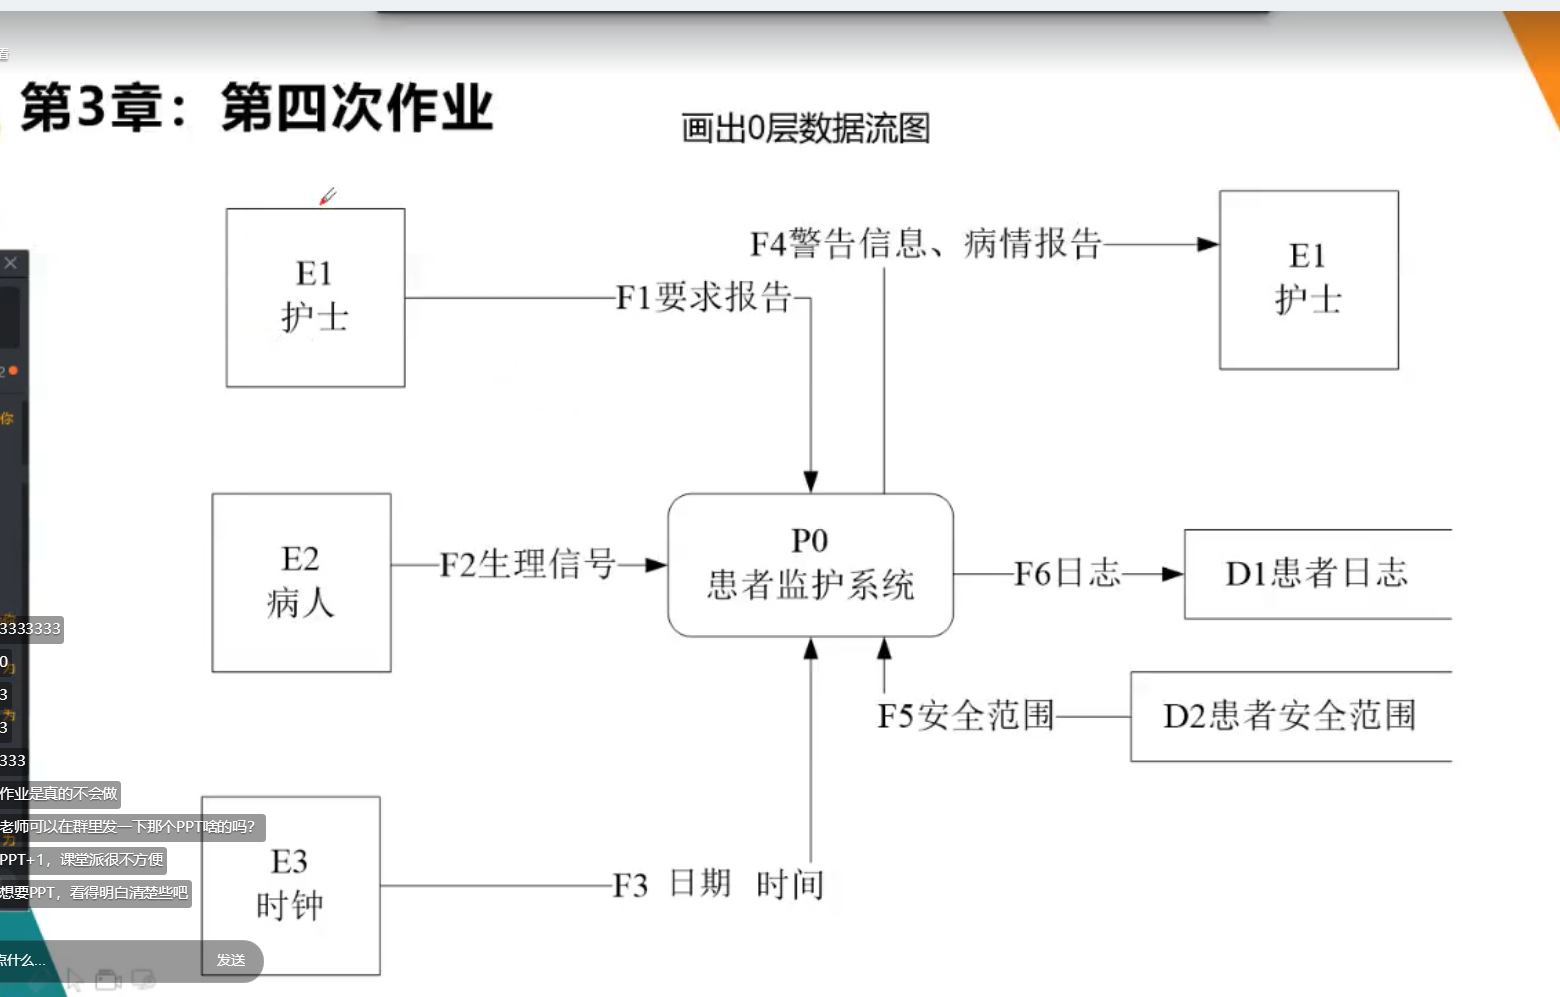 第3章：第四次作业
画出0层数据流图
E1
护士
F1要求报告
F4警告信息、病情报告
E1
护士
E2
病人
F2生理信号
P0
患者监护系统
F6日志
D1患者日志
F5安全范围
D2患者安全范围
E3
时钟
F3 日期 时间
你
3333333
0
3
为
3
333
作业是真的不会做
老师可以在群里发一下那个PPT啥的吗？
PPT+1，课堂派很不方便
想要PPT，看得明白清楚些吧
点什么...
发送